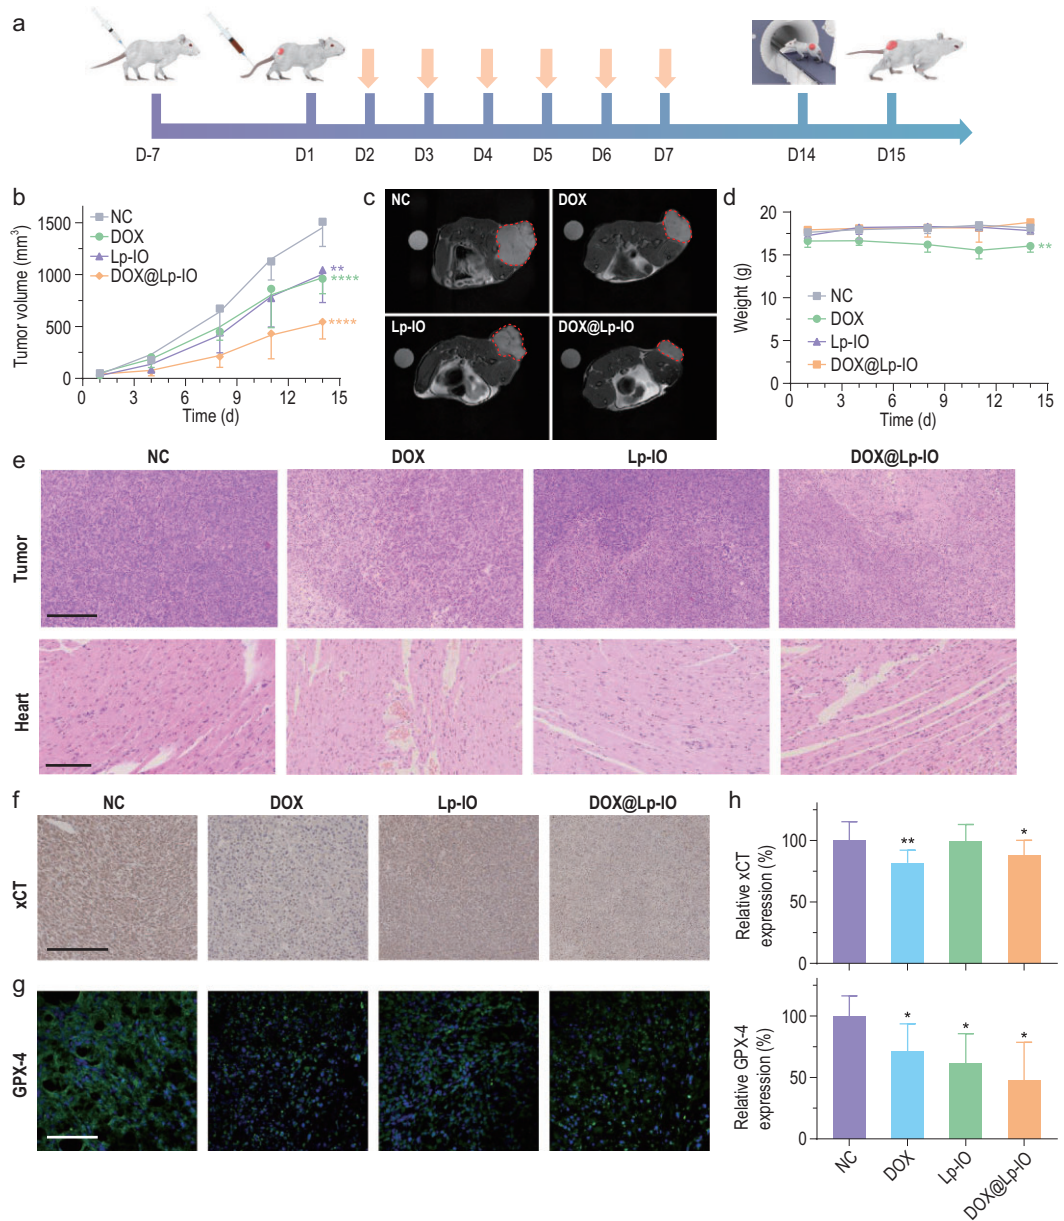 a
D-7 D1 D2 D3 D4 D5 D6 D7 D14 D15
b
Tumor volume (mm³)
1500
1000
500
0
NC
DOX
Lp-IO
DOX@Lp-IO
**
****
****
0 3 6 9 12 15
Time (d)
c
NC
DOX
Lp-IO
DOX@Lp-IO
d
Weight (g)
20
15
10
5
0
**
NC
DOX
Lp-IO
DOX@Lp-IO
0 3 6 9 12 15
Time (d)
e
NC DOX Lp-IO DOX@Lp-IO
Tumor
Heart
f
NC DOX Lp-IO DOX@Lp-IO
xCT
g
GPX-4
h
Relative xCT
expression (%)
100
50
0
**
*
Relative GPX-4
expression (%)
100
50
0
*
*
*
NC DOX Lp-IO DOX@Lp-IO